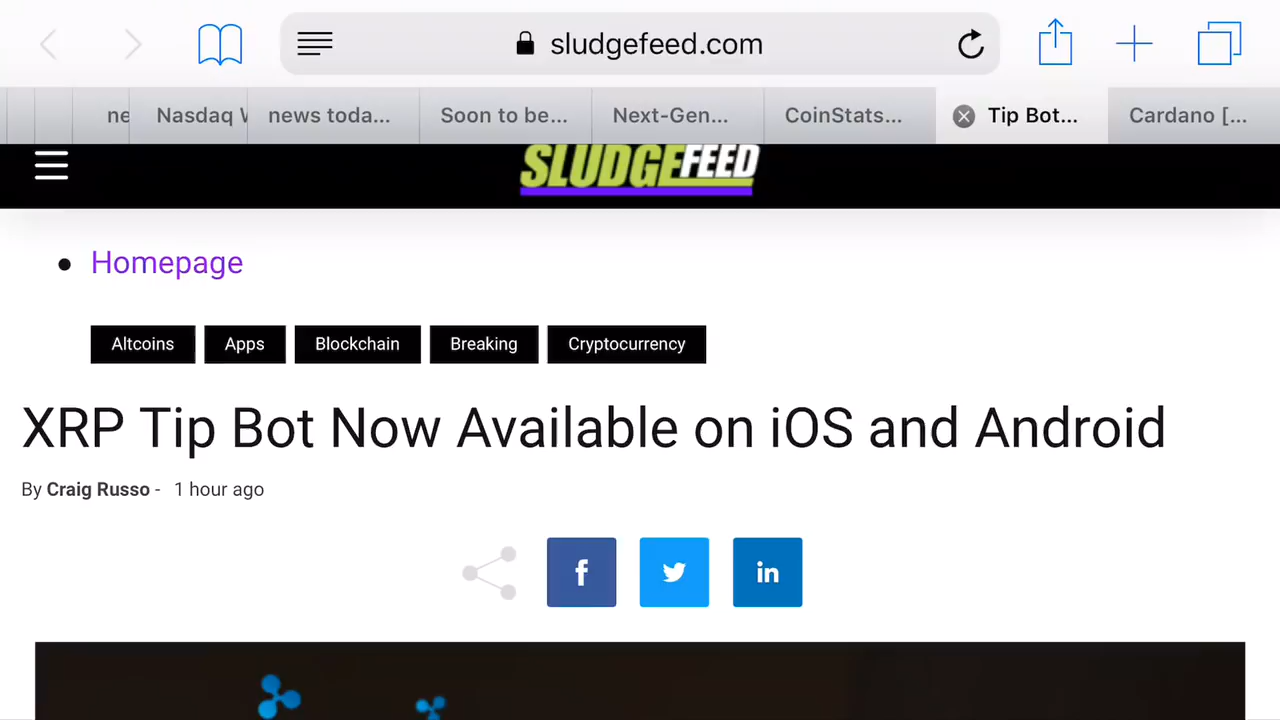 sludgefeed.com
ne
Nasdaq W
news toda...
Soon to be...
Next-Gen...
CoinStats...
Tip Bot...
Cardano [...
SLUDGEFEED
Homepage
Altcoins
Apps
Blockchain
Breaking
Cryptocurrency
XRP Tip Bot Now Available on iOS and Android
By Craig Russo - 1 hour ago